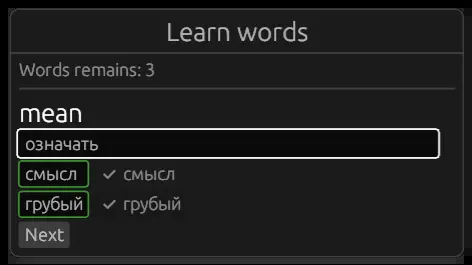 Learn words
Words remains: 3
mean
означать
смысл ✓ смысл
грубый ✓ грубый
Next